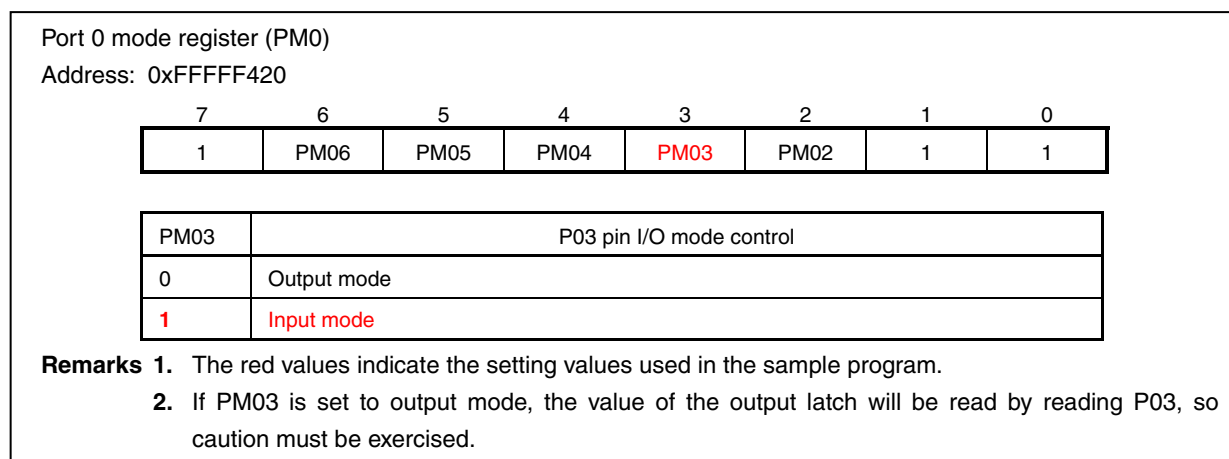 Port 0 mode register (PM0)
Address: 0xFFFFF420
7 6 5 4 3 2 1 0
1 PM06 PM05 PM04 PM03 PM02 1 1
PM03 P03 pin I/O mode control
0 Output mode
1 Input mode
Remarks 1. The red values indicate the setting values used in the sample program.
2. If PM03 is set to output mode, the value of the output latch will be read by reading P03, so
caution must be exercised.